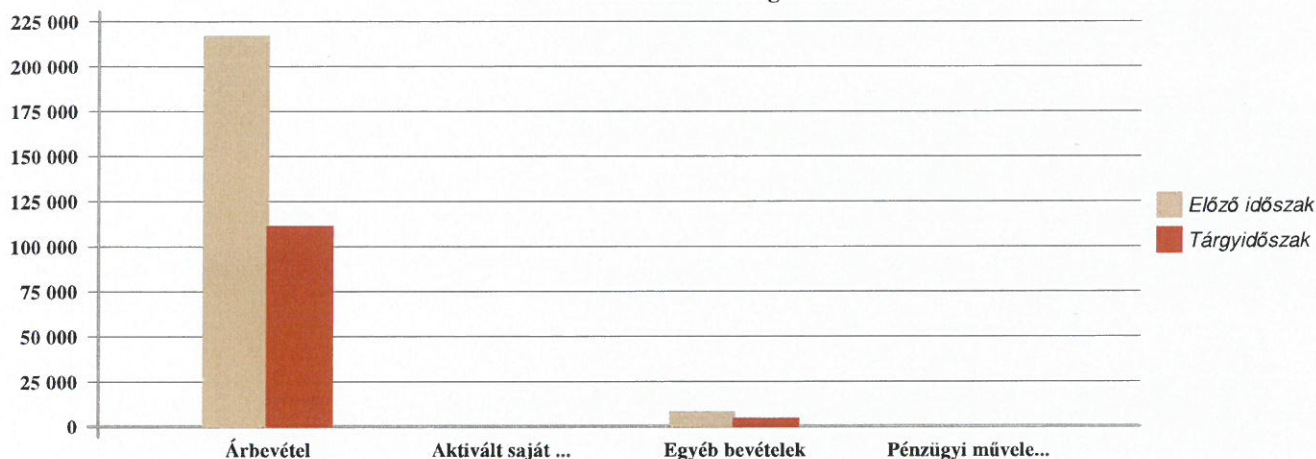 225 000
200 000
175 000
150 000
125 000
100 000
75 000
50 000
25 000
0
Árbevétel
Aktivált saját ...
Egyéb bevételek
Pénzügyi művele...
Előző időszak
Tárgyidőszak